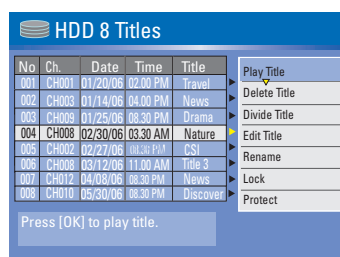 HDD 8 Titles
No Ch. Date Time Title
001 CH001 01/20/06 02.00 PM Travel
002 CH003 01/14/06 04.00 PM News
003 CH009 01/25/06 08.30 PM Drama
004 CH008 02/30/06 03.30 AM Nature
005 CH002 02/27/06 08.30 PM CSI
006 CH008 03/12/06 11.00 AM Title 3
007 CH012 04/08/06 08.30 PM News
008 CH010 05/30/06 08.30 PM Discover
Play Title
Delete Title
Divide Title
Edit Title
Rename
Lock
Protect
Press [OK] to play title.